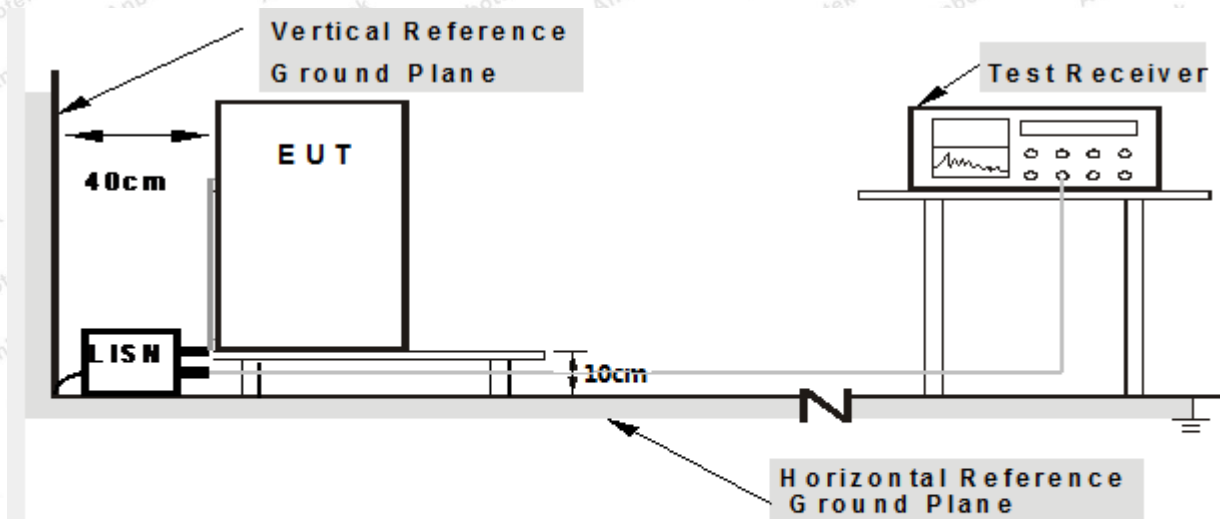 Vertical Reference
Ground Plane
Test Receiver
EUT
40cm
LISN
10cm
Horizontal Reference
Ground Plane